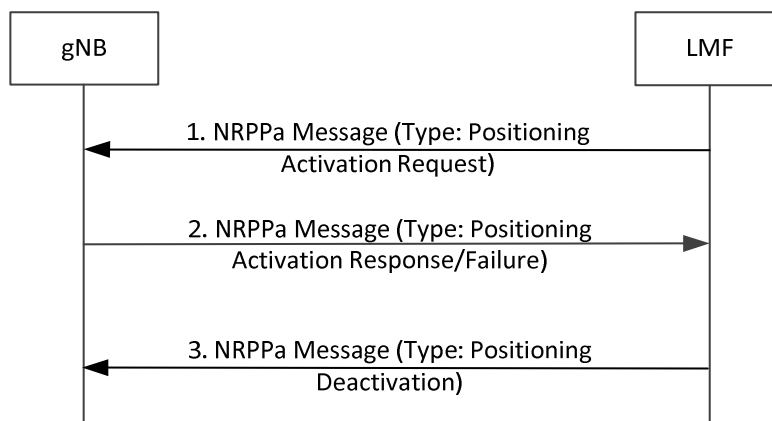 gNB
LMF
1. NRPPa Message (Type: Positioning
Activation Request)
2. NRPPa Message (Type: Positioning
Activation Response/Failure)
3. NRPPa Message (Type: Positioning
Deactivation)